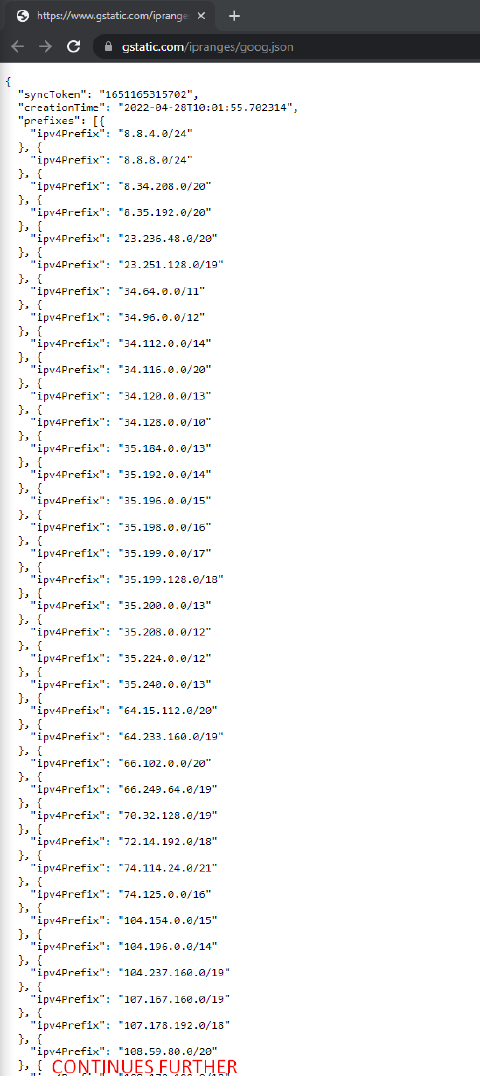 https://www.gstatic.com/iprange
gstatic.com/ipranges/goog.json
{
"syncToken": "1651165315702",
"creationTime": "2022-04-28T10:01:55.702314",
"prefixes": [{
"ipv4Prefix": "8.8.4.0/24"
}, {
"ipv4Prefix": "8.8.8.0/24"
}, {
"ipv4Prefix": "8.34.208.0/20"
}, {
"ipv4Prefix": "8.35.192.0/20"
}, {
"ipv4Prefix": "23.236.48.0/20"
}, {
"ipv4Prefix": "23.251.128.0/19"
}, {
"ipv4Prefix": "34.64.0.0/11"
}, {
"ipv4Prefix": "34.96.0.0/12"
}, {
"ipv4Prefix": "34.112.0.0/14"
}, {
"ipv4Prefix": "34.116.0.0/20"
}, {
"ipv4Prefix": "34.120.0.0/13"
}, {
"ipv4Prefix": "34.128.0.0/10"
}, {
"ipv4Prefix": "35.184.0.0/13"
}, {
"ipv4Prefix": "35.192.0.0/14"
}, {
"ipv4Prefix": "35.196.0.0/15"
}, {
"ipv4Prefix": "35.198.0.0/16"
}, {
"ipv4Prefix": "35.199.0.0/17"
}, {
"ipv4Prefix": "35.199.128.0/18"
}, {
"ipv4Prefix": "35.200.0.0/13"
}, {
"ipv4Prefix": "35.208.0.0/12"
}, {
"ipv4Prefix": "35.224.0.0/12"
}, {
"ipv4Prefix": "35.240.0.0/13"
}, {
"ipv4Prefix": "64.15.112.0/20"
}, {
"ipv4Prefix": "64.233.160.0/19"
}, {
"ipv4Prefix": "66.102.0.0/20"
}, {
"ipv4Prefix": "66.249.64.0/19"
}, {
"ipv4Prefix": "70.32.128.0/19"
}, {
"ipv4Prefix": "72.14.192.0/18"
}, {
"ipv4Prefix": "74.114.24.0/21"
}, {
"ipv4Prefix": "74.125.0.0/16"
}, {
"ipv4Prefix": "104.154.0.0/15"
}, {
"ipv4Prefix": "104.196.0.0/14"
}, {
"ipv4Prefix": "104.237.160.0/19"
}, {
"ipv4Prefix": "107.167.160.0/19"
}, {
"ipv4Prefix": "107.178.192.0/18"
}, {
"ipv4Prefix": "108.59.80.0/20"
}, { CONTINUES FURTHER